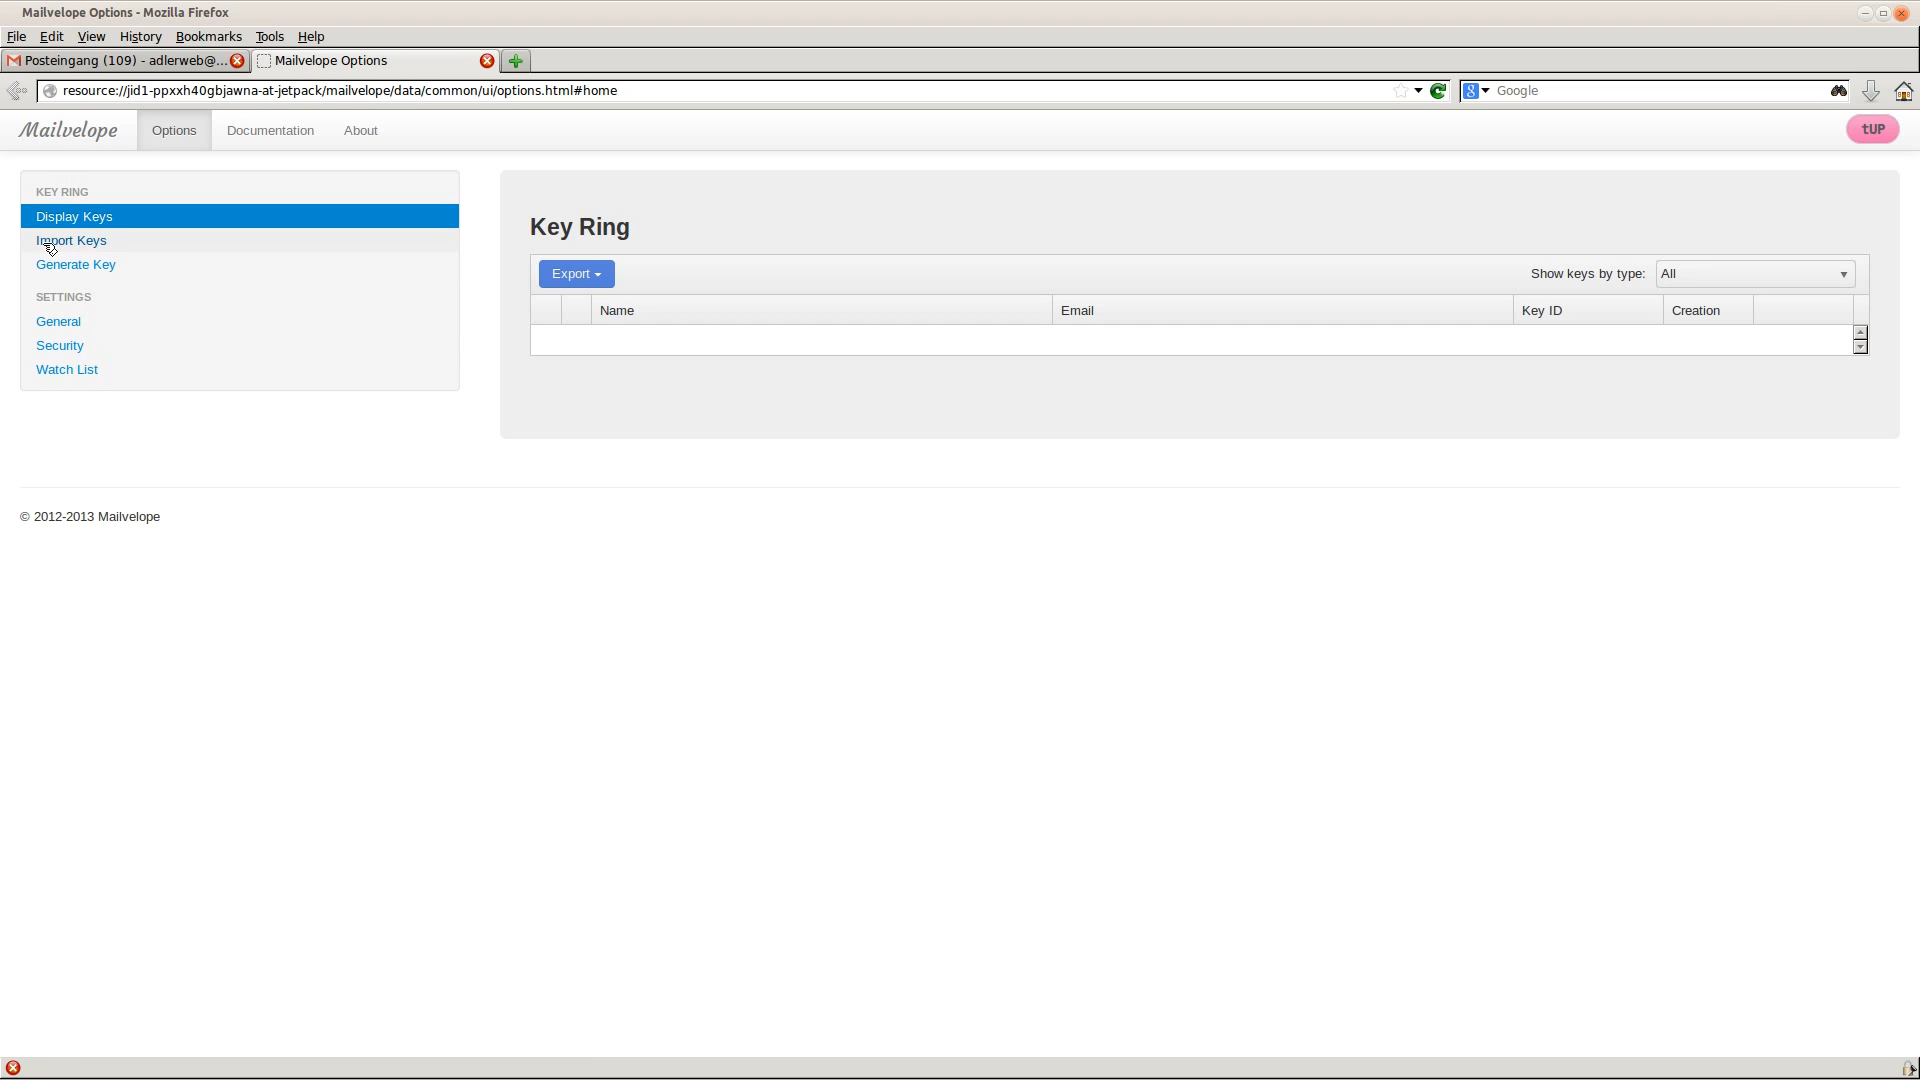 Mailvelope Options - Mozilla Firefox
File Edit View History Bookmarks Tools Help
Posteingang (109) - adlerweb@... Mailvelope Options
resource://jid1-ppxxh40gbjawna-at-jetpack/mailvelope/data/common/ui/options.html#home Google
Mailvelope Options Documentation About tUP
KEY RING
Display Keys
Import Keys
Generate Key
SETTINGS
General
Security
Watch List
Key Ring
Export Show keys by type: All
Name Email Key ID Creation
© 2012-2013 Mailvelope